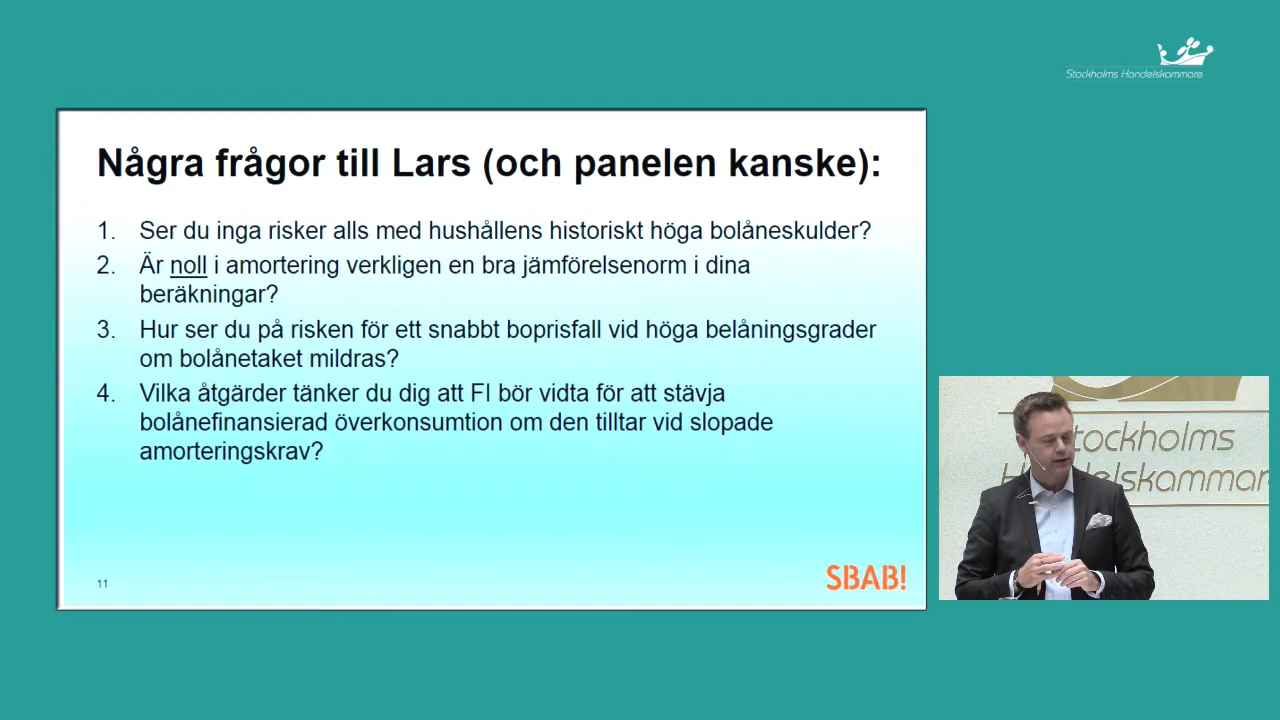 Stockholms Handelskammare
Några frågor till Lars (och panelen kanske):
1. Ser du inga risker alls med hushållens historiskt höga bolåneskulder?
2. Är noll i amortering verkligen en bra jämförelsenorm i dina
beräkningar?
3. Hur ser du på risken för ett snabbt boprisfall vid höga belåningsgrader
om bolånetaket mildras?
4. Vilka åtgärder tänker du dig att FI bör vidta för att stävja
bolånefinansierad överkonsumtion om den tilltar vid slopade
amorteringskrav?
11
SBAB!
tockholms
H delskammare